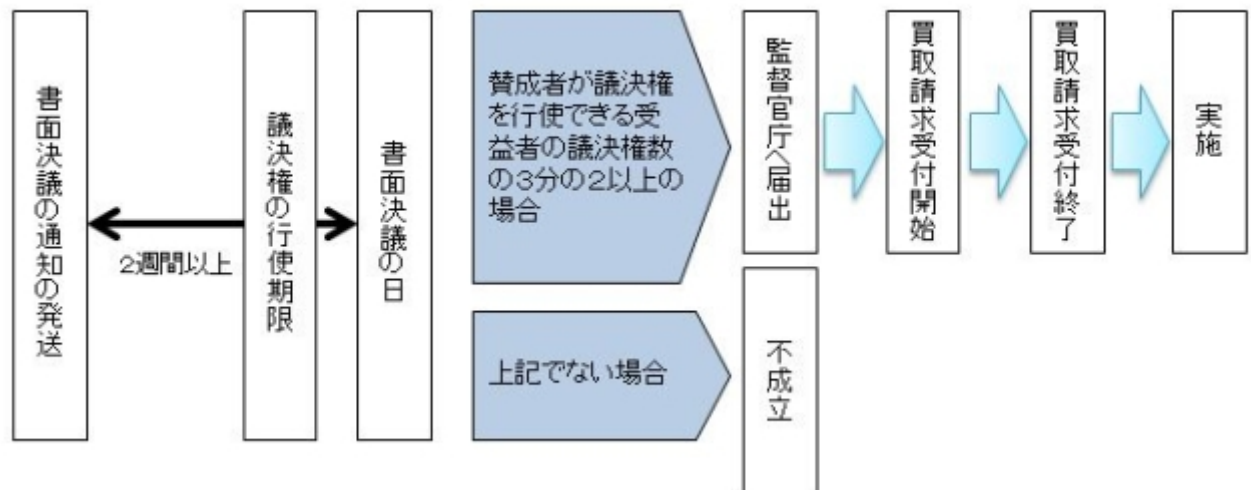 書面決議の通知の発送
2週間以上
議決権の行使期限
書面決議の日
賛成者が議決権
を行使できる受
益者の議決権数
の3分の2以上の
場合
監督官庁へ届出
買取請求受付開始
買取請求受付終了
実施
上記でない場合
不成立